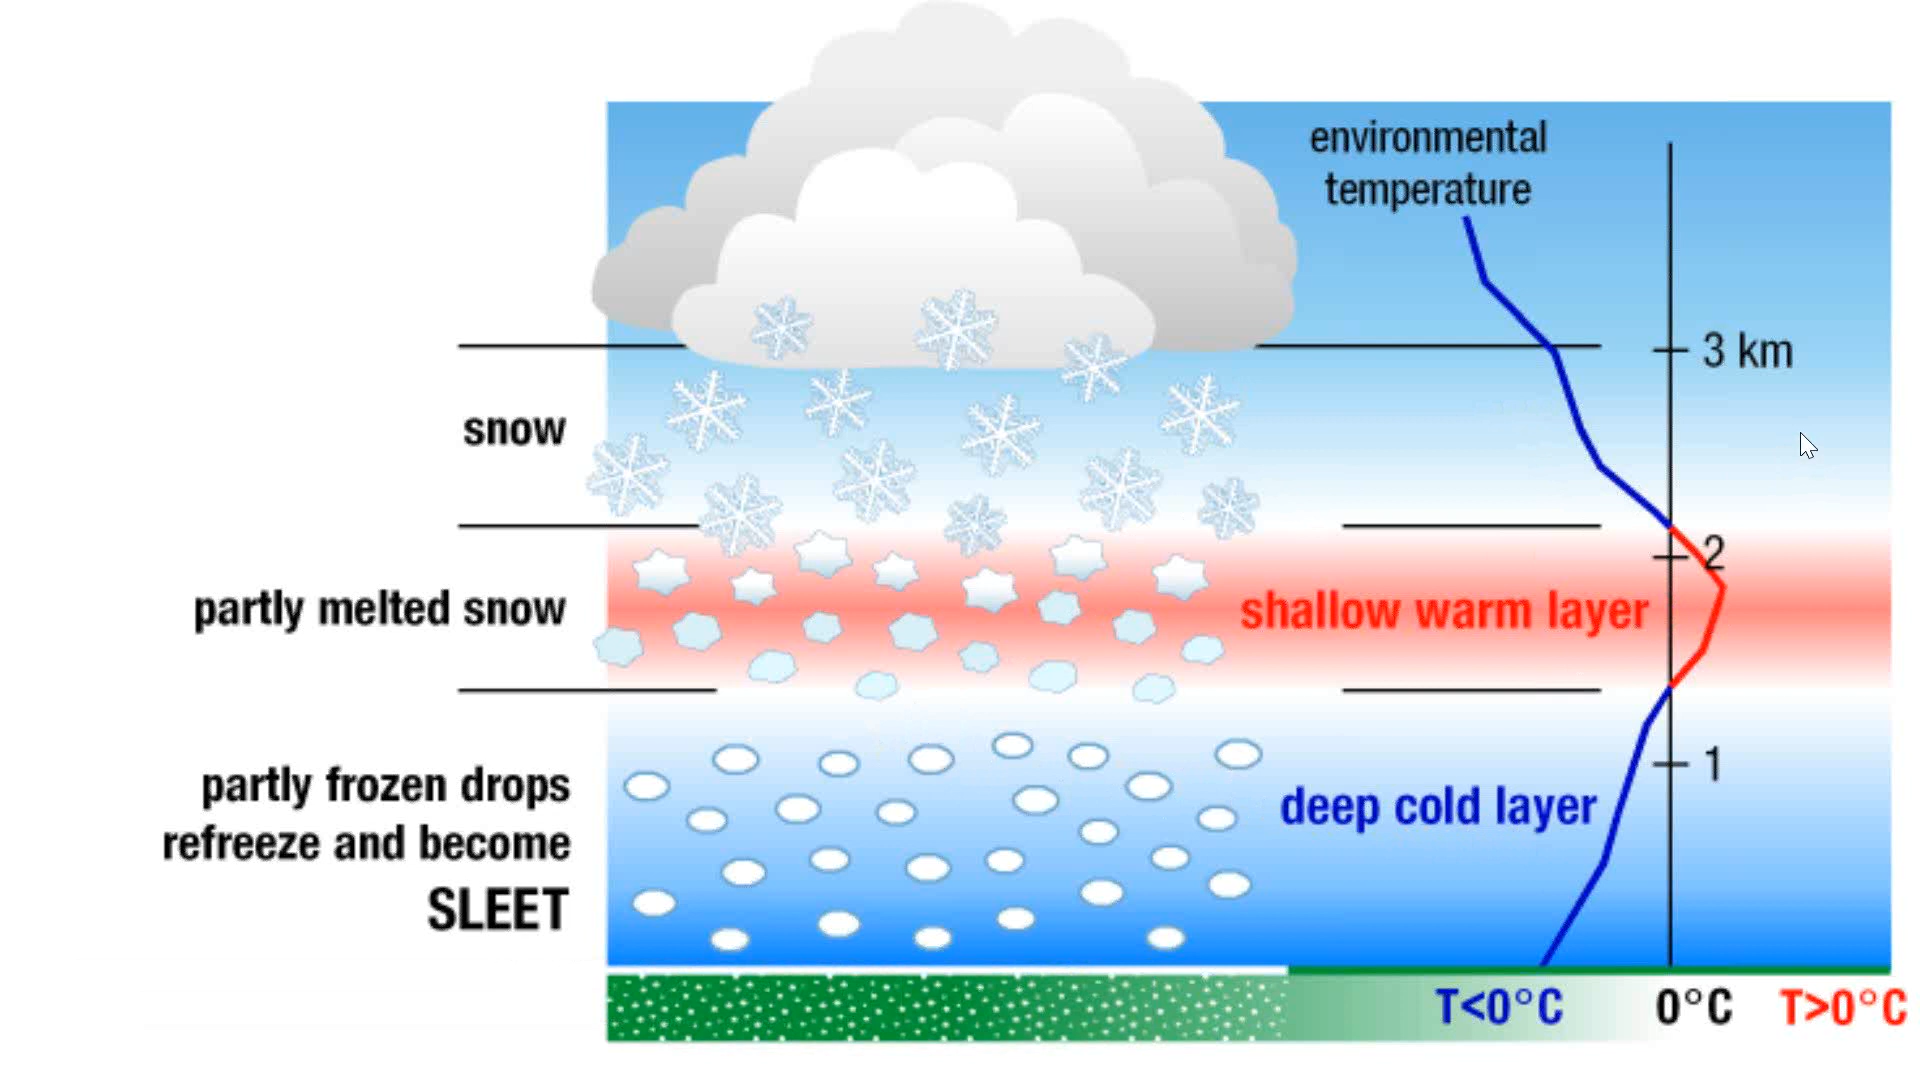 environmental
temperature
3 km
snow
2
partly melted snow
shallow warm layer
1
partly frozen drops
refreeze and become
SLEET
deep cold layer
T<0°C
0°C
T>0°C